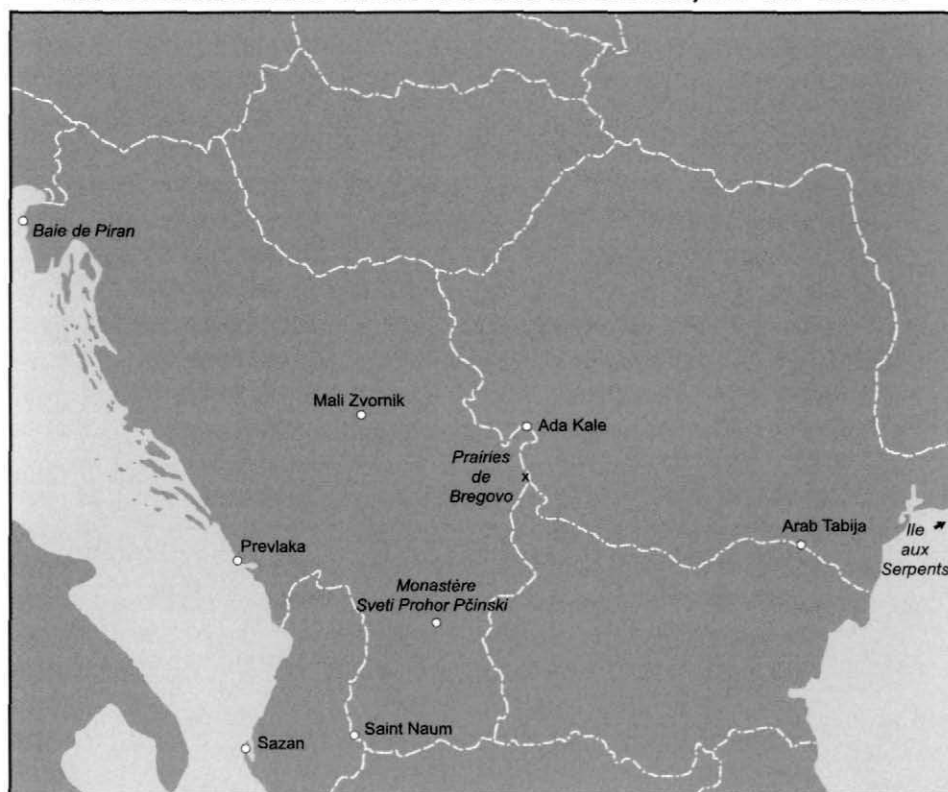 Baie de Piran
Mali Zvornik
Ada Kale
Prairies
de
Bregovo
x
Arab Tabija
Ile
aux
Serpents
Prevlaka
Monastère
Sveti Prohor Pčinski
Saint Naum
Sazan